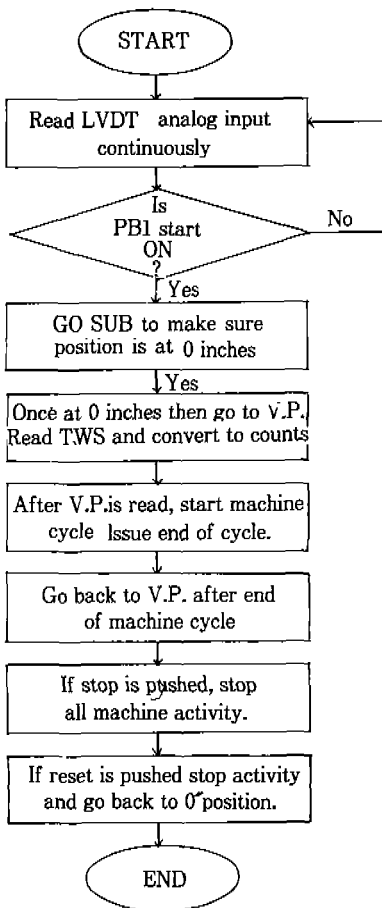 START
Read LVDT analog input
continuously
Is
PB1 start
ON
?
No
Yes
GO SUB to make sure
position is at 0 inches
Yes
Once at 0 inches then go to V.P.
Read TWS and convert to counts
After V.P.is read, start machine
cycle Issue end of cycle.
Go back to V.P. after end
of machine cycle
If stop is pushed, stop
all machine activity.
If reset is pushed stop activity
and go back to 0 position.
END